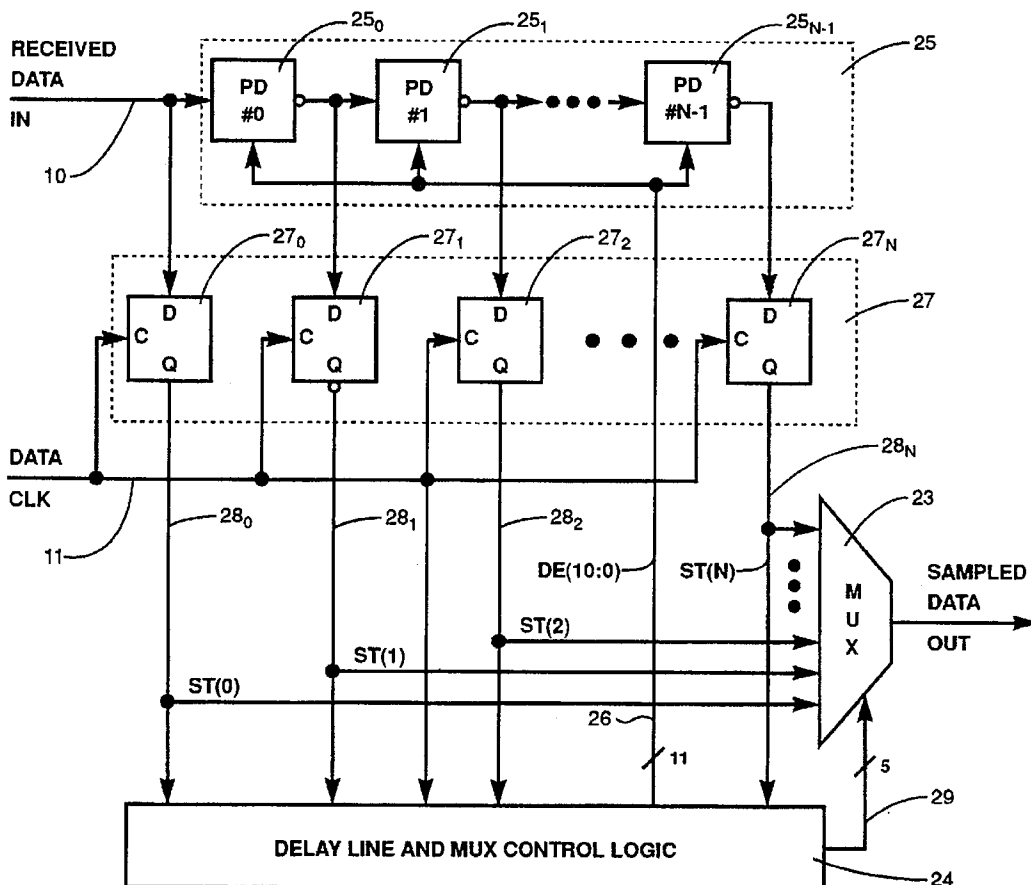 25₀
25₁
25N-1
25
RECEIVED
DATA
IN
10
PD
#0
PD
#1
PD
#N-1
27₀
27₁
27₂
27N
27
D
C
Q
D
C
Q
D
C
Q
D
C
Q
DATA
CLK
11
28₀
28₁
28₂
28N
23
DE(10:0)
ST(N)
MUX
SAMPLED
DATA
OUT
ST(2)
ST(1)
ST(0)
26
11
5
29
DELAY LINE AND MUX CONTROL LOGIC
24